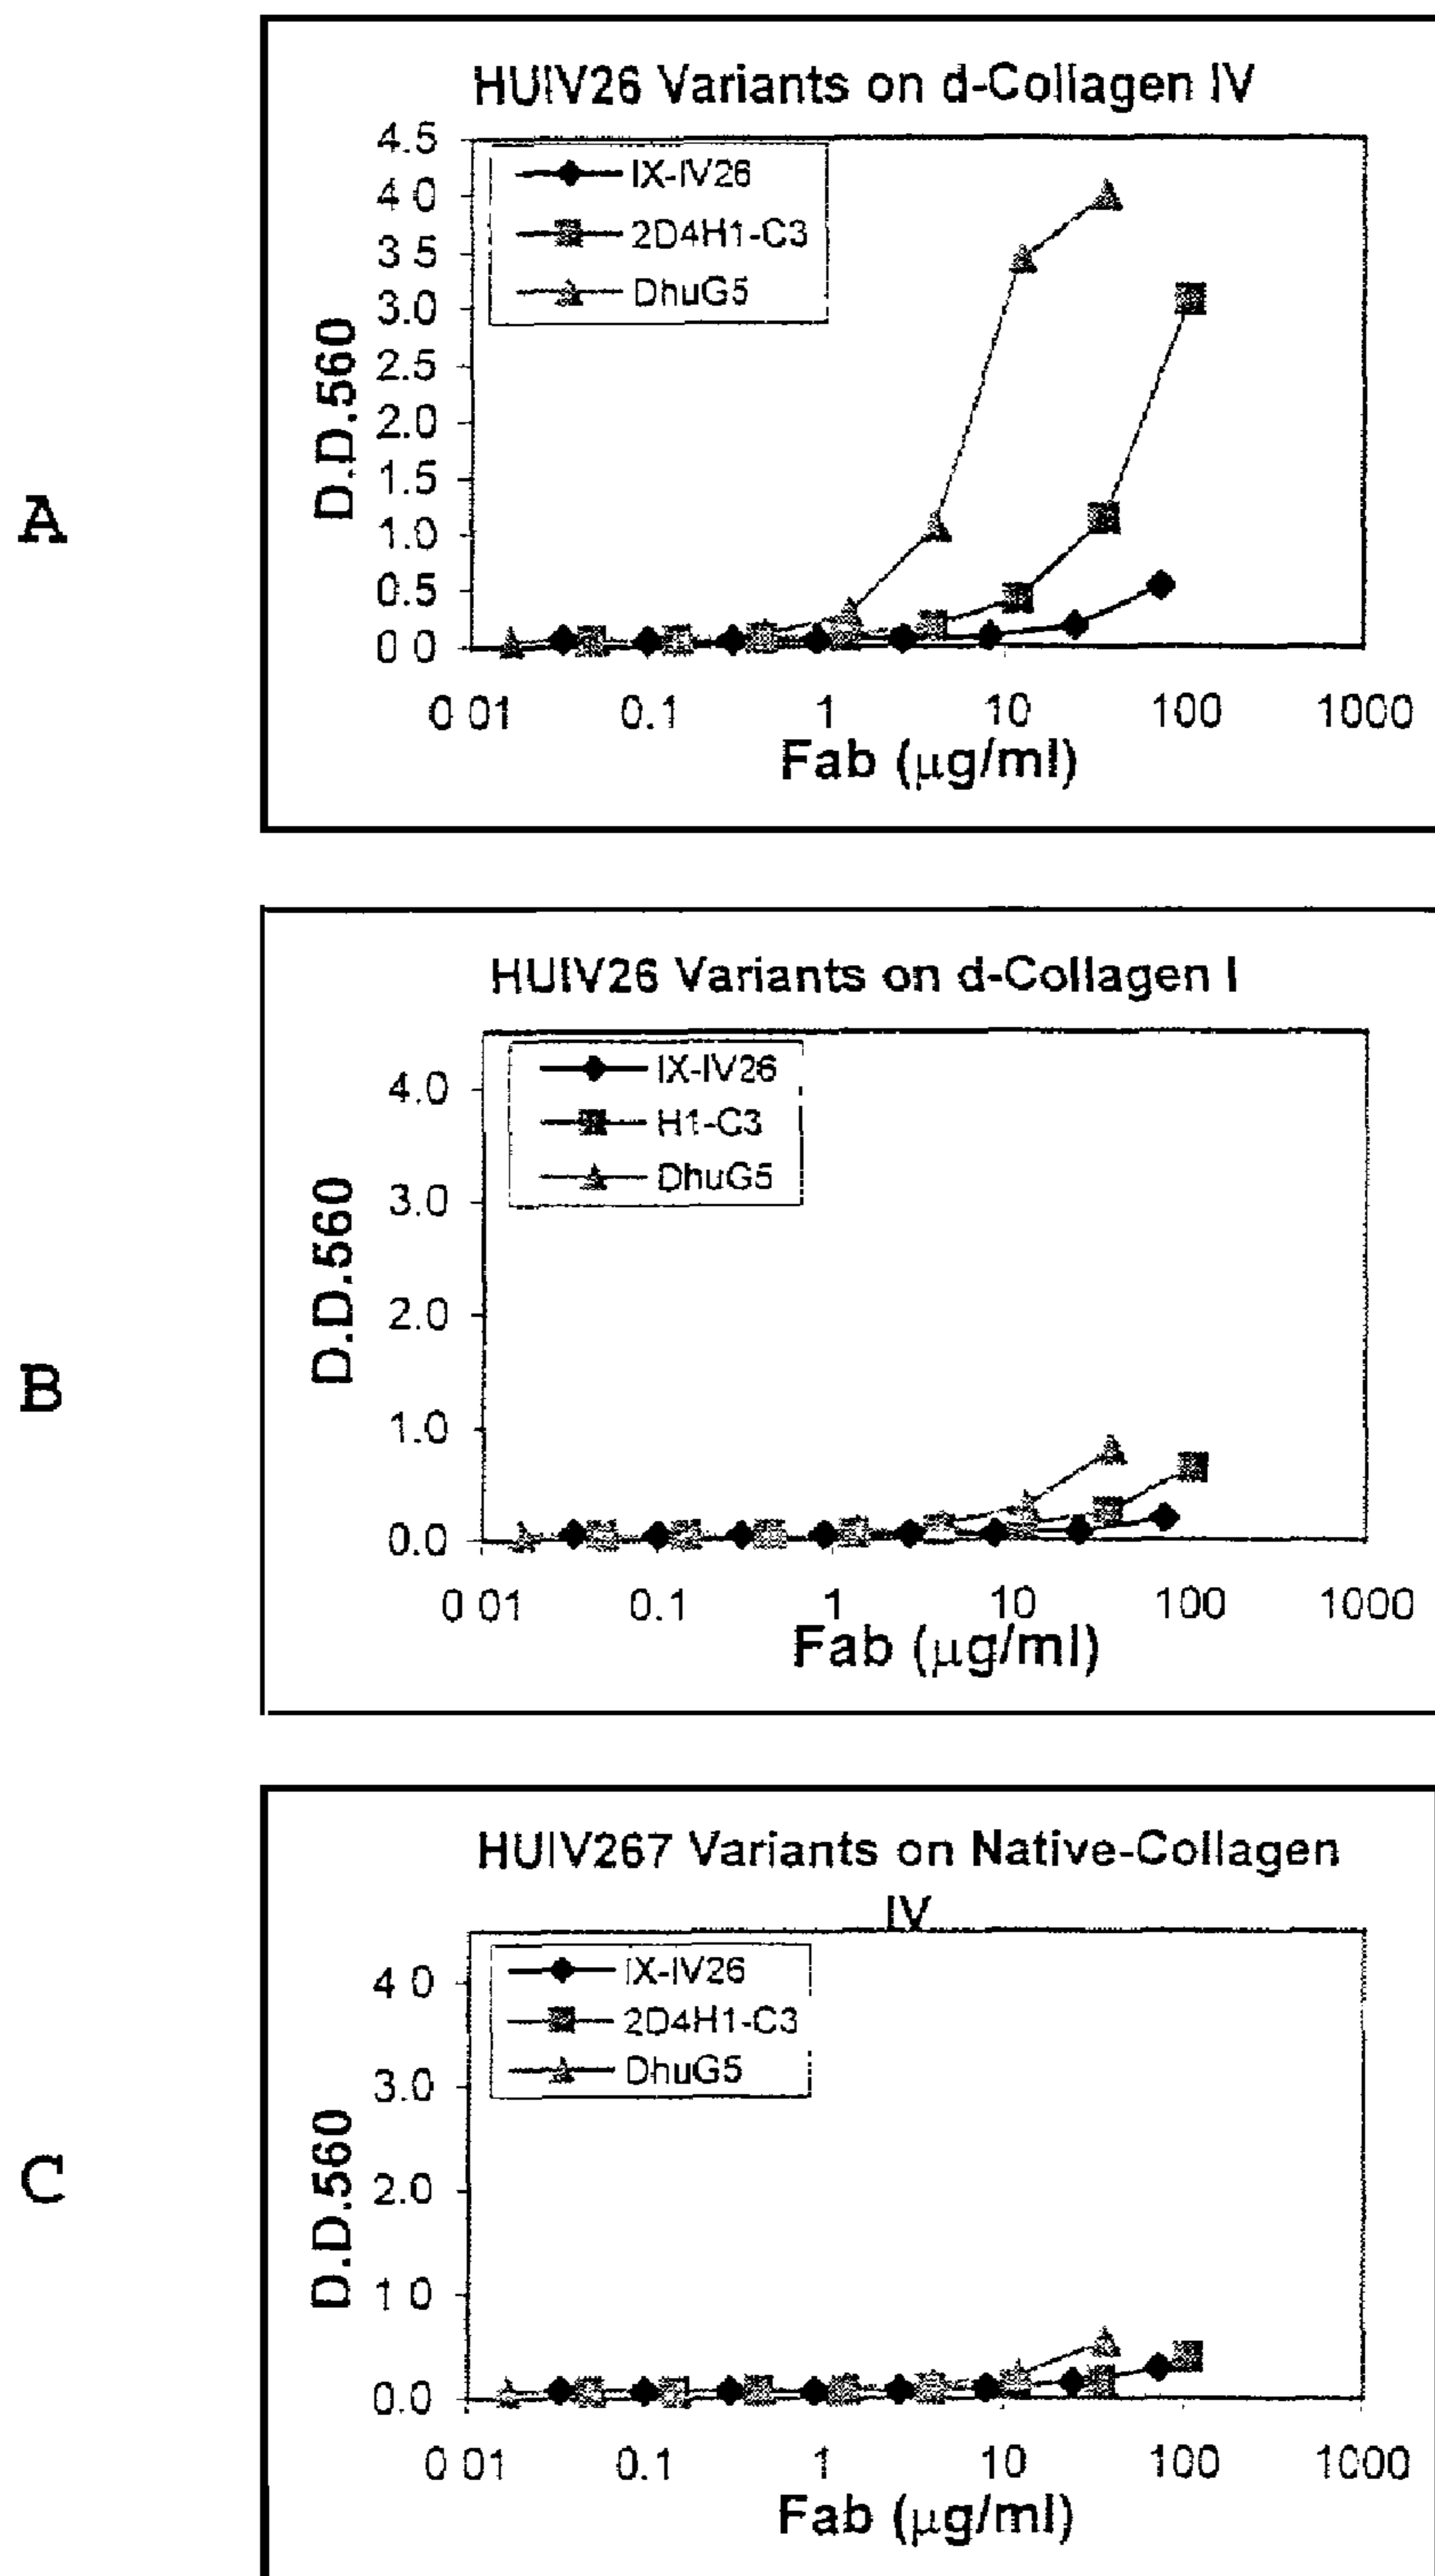 A
HUIV26 Variants on d-Collagen IV
IX-IV26
2D4H1-C3
DhuG5
4.5
4 0
3 5
3.0
2.5
2.0
1.5
1.0
0.5
0 0
D.D.560
0 01 0.1 1 10 100 1000
Fab (µg/ml)
B
HUIV26 Variants on d-Collagen I
IX-IV26
H1-C3
DhuG5
4.0
3.0
2.0
1.0
0.0
D.D.560
0 01 0.1 1 10 100 1000
Fab (µg/ml)
C
HUIV267 Variants on Native-Collagen
IV
IX-IV26
2D4H1-C3
DhuG5
4 0
3.0
2.0
1 0
0.0
D.D.560
0 01 0.1 1 10 100 1000
Fab (µg/ml)